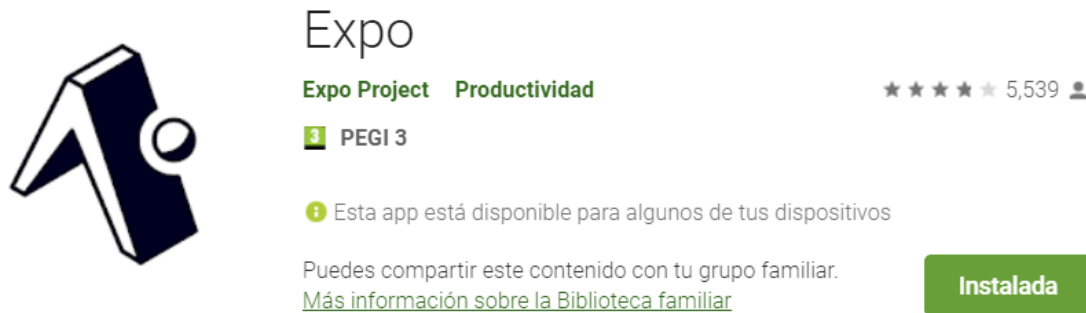 Expo
Expo Project Productividad 5,539
3 PEGI 3
Esta app está disponible para algunos de tus dispositivos
Puedes compartir este contenido con tu grupo familiar.
Más información sobre la Biblioteca familiar
Instalada